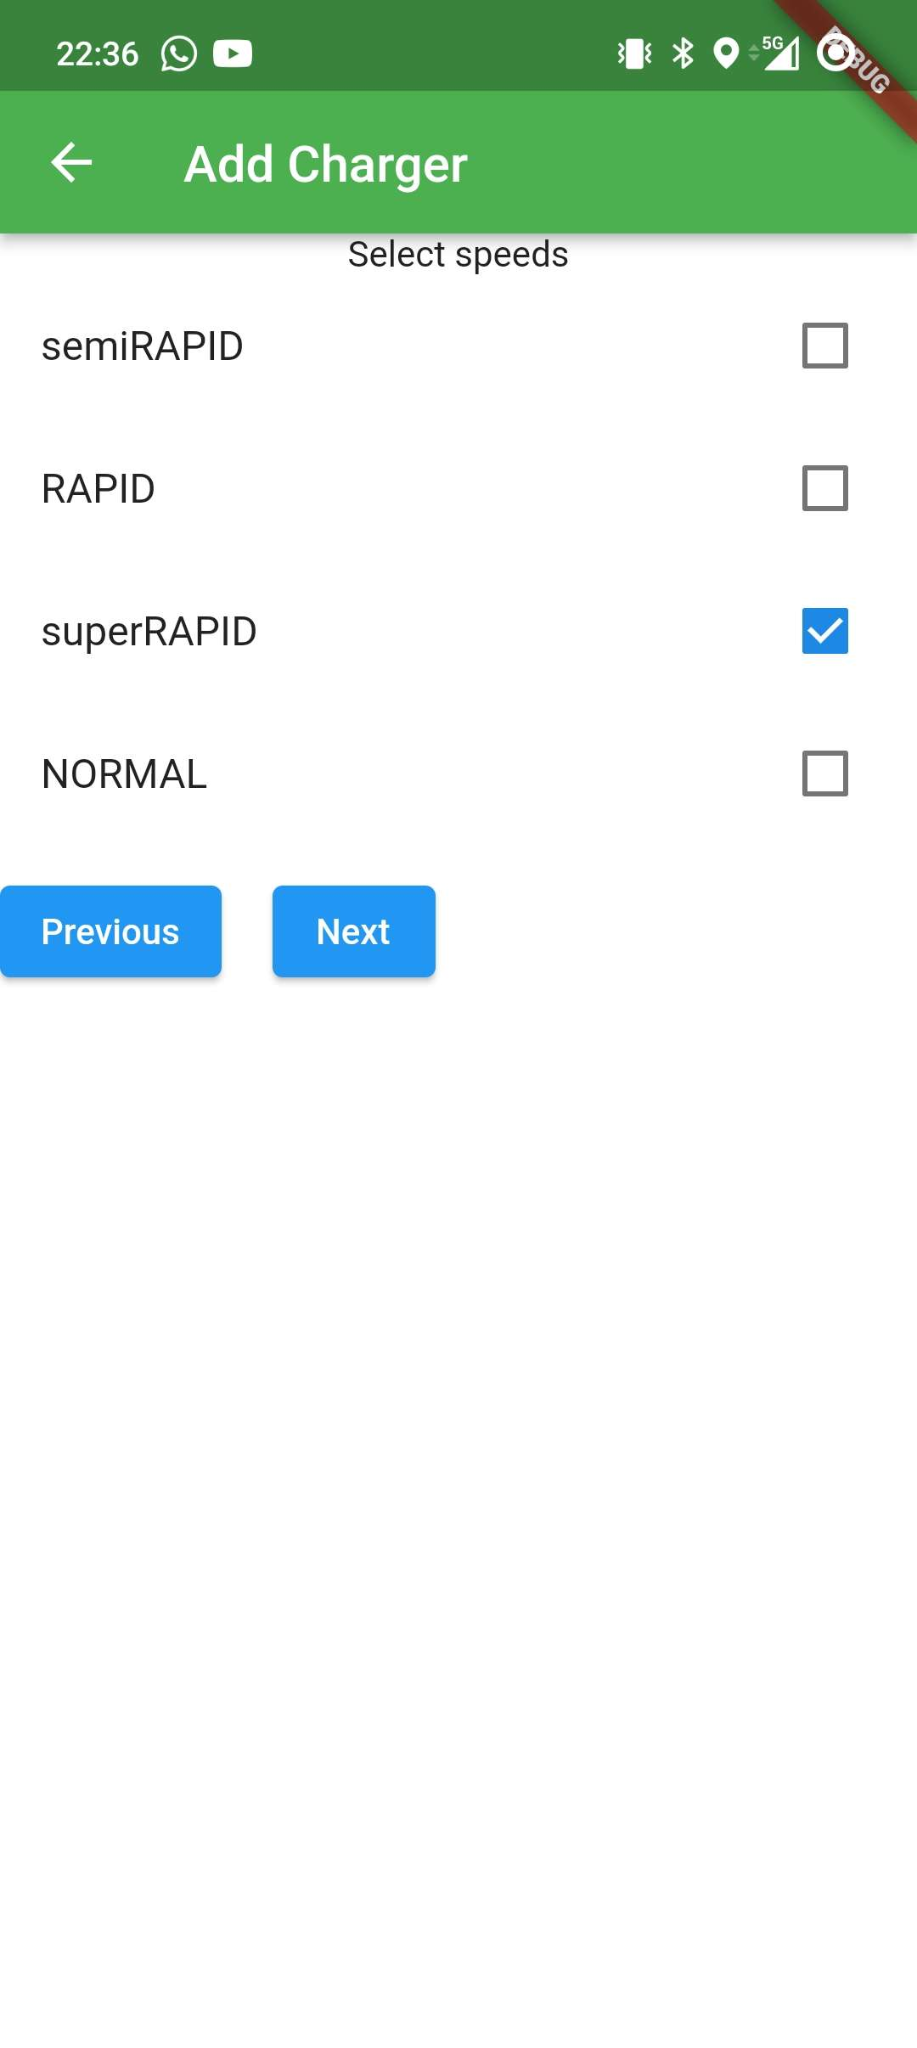 22:36
5G
DEBUG
Add Charger
Select speeds
semiRAPID
RAPID
superRAPID
NORMAL
Previous Next